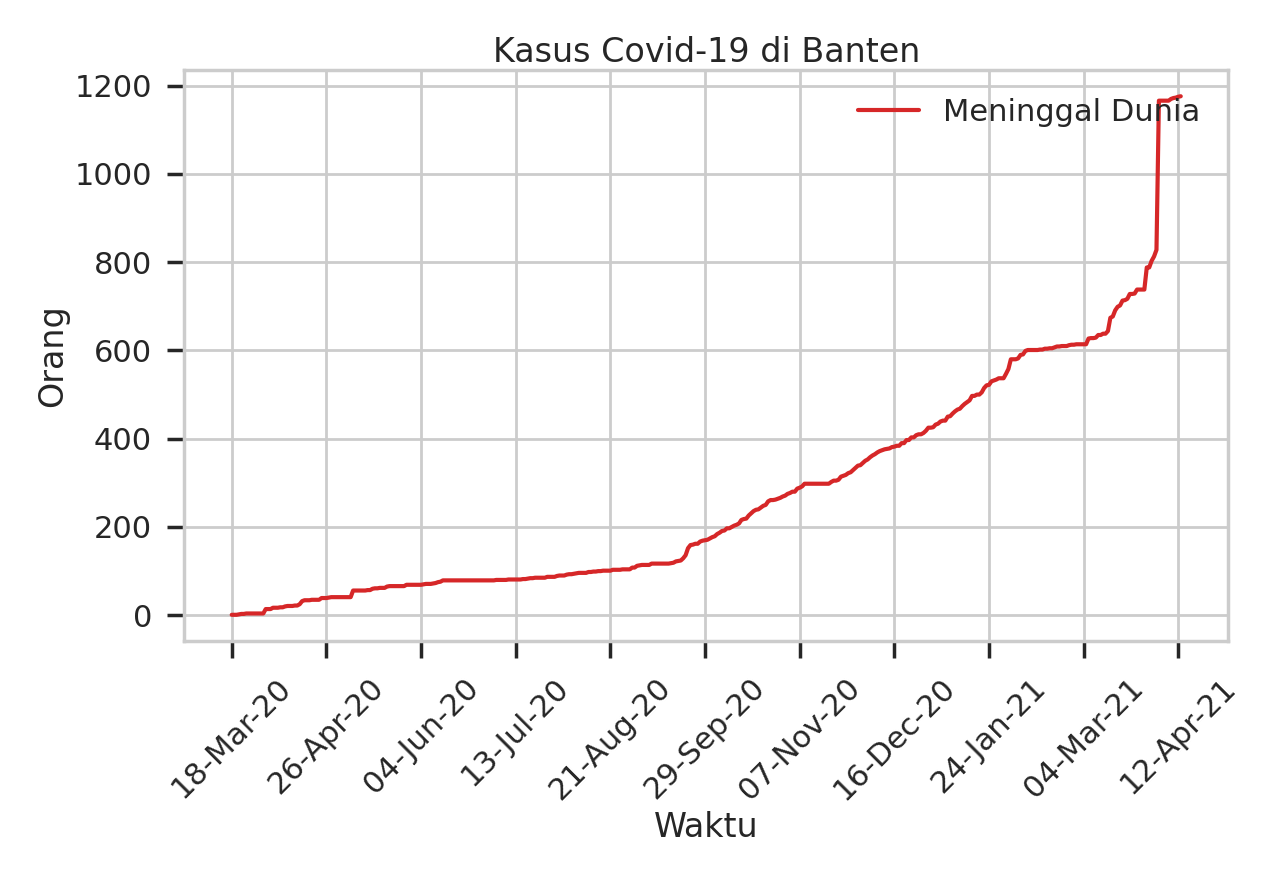 Kasus Covid-19 di Banten
Meninggal Dunia
1200
1000
800
600
400
200
0
Orang
18-Mar-20
26-Apr-20
04-Jun-20
13-Jul-20
21-Aug-20
29-Sep-20
07-Nov-20
16-Dec-20
24-Jan-21
04-Mar-21
12-Apr-21
Waktu